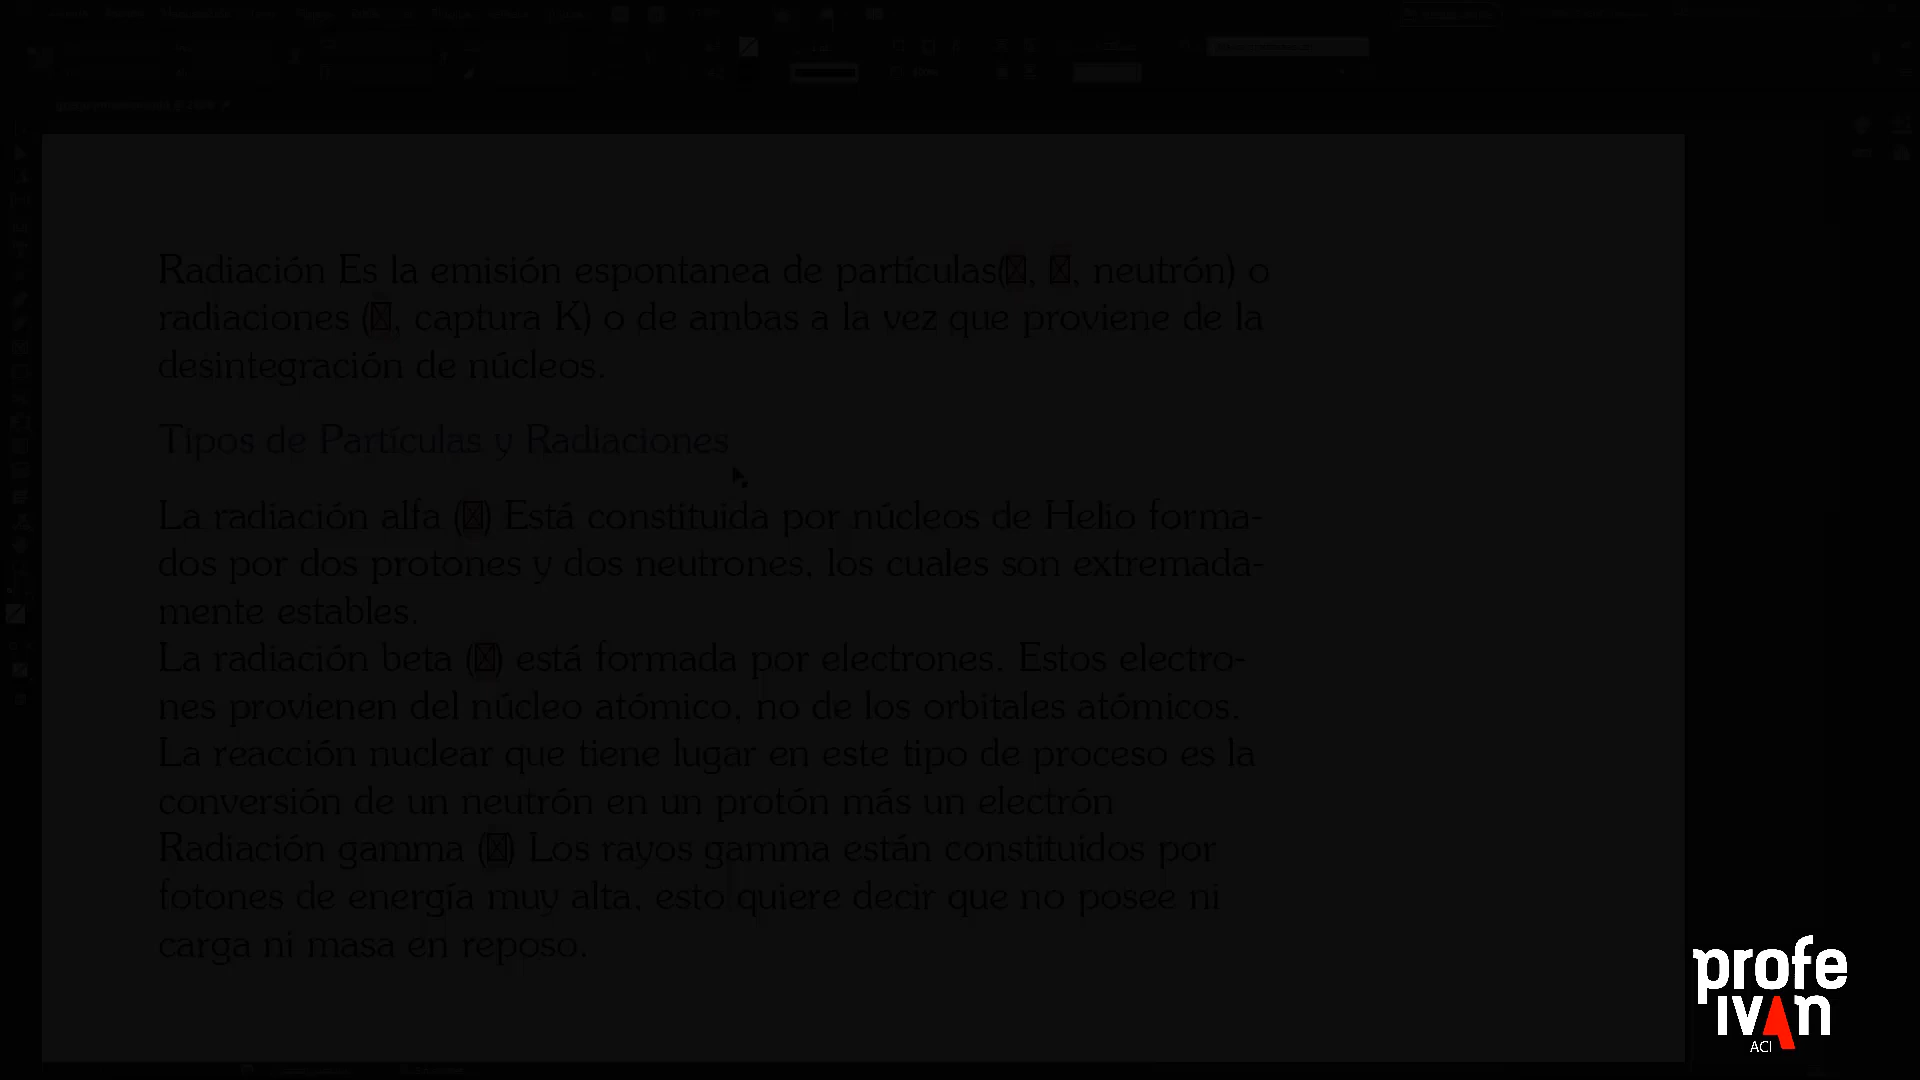 Radiación Es la emisión espontanea de partículas(☒, ☒, neutrón) o
radiaciones (☒, captura K) o de ambas a la vez que proviene de la
desintegración de núcleos.
Tipos de Partículas y Radiaciones
La radiación alfa (☒) Está constituida por núcleos de Helio forma-
dos por dos protones y dos neutrones, los cuales son extremada-
mente estables.
La radiación beta (☒) está formada por electrones. Estos electro-
nes provienen del núcleo atómico, no de los orbitales atómicos.
La reacción nuclear que tiene lugar en este tipo de proceso es la
conversión de un neutrón en un protón más un electrón
Radiación gamma (☒) Los rayos gamma están constituidos por
fotones de energía muy alta, esto quiere decir que no posee ni
carga ni masa en reposo.
profe
ivan
ACI